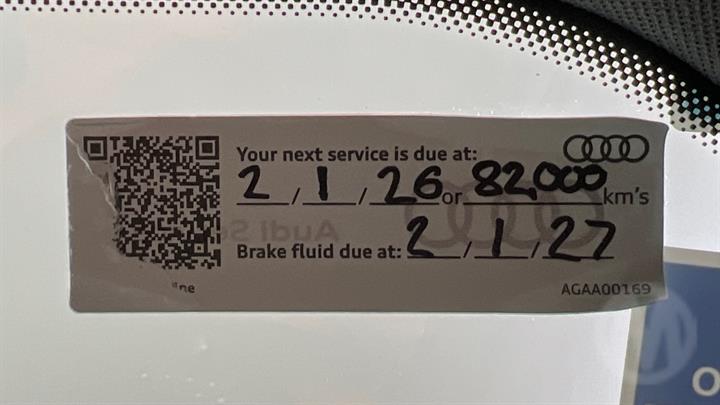 Your next service is due at:
2 / 1 / 26 or 82,000 km's
Brake fluid due at: 2 / 1 / 27
AGAA00169